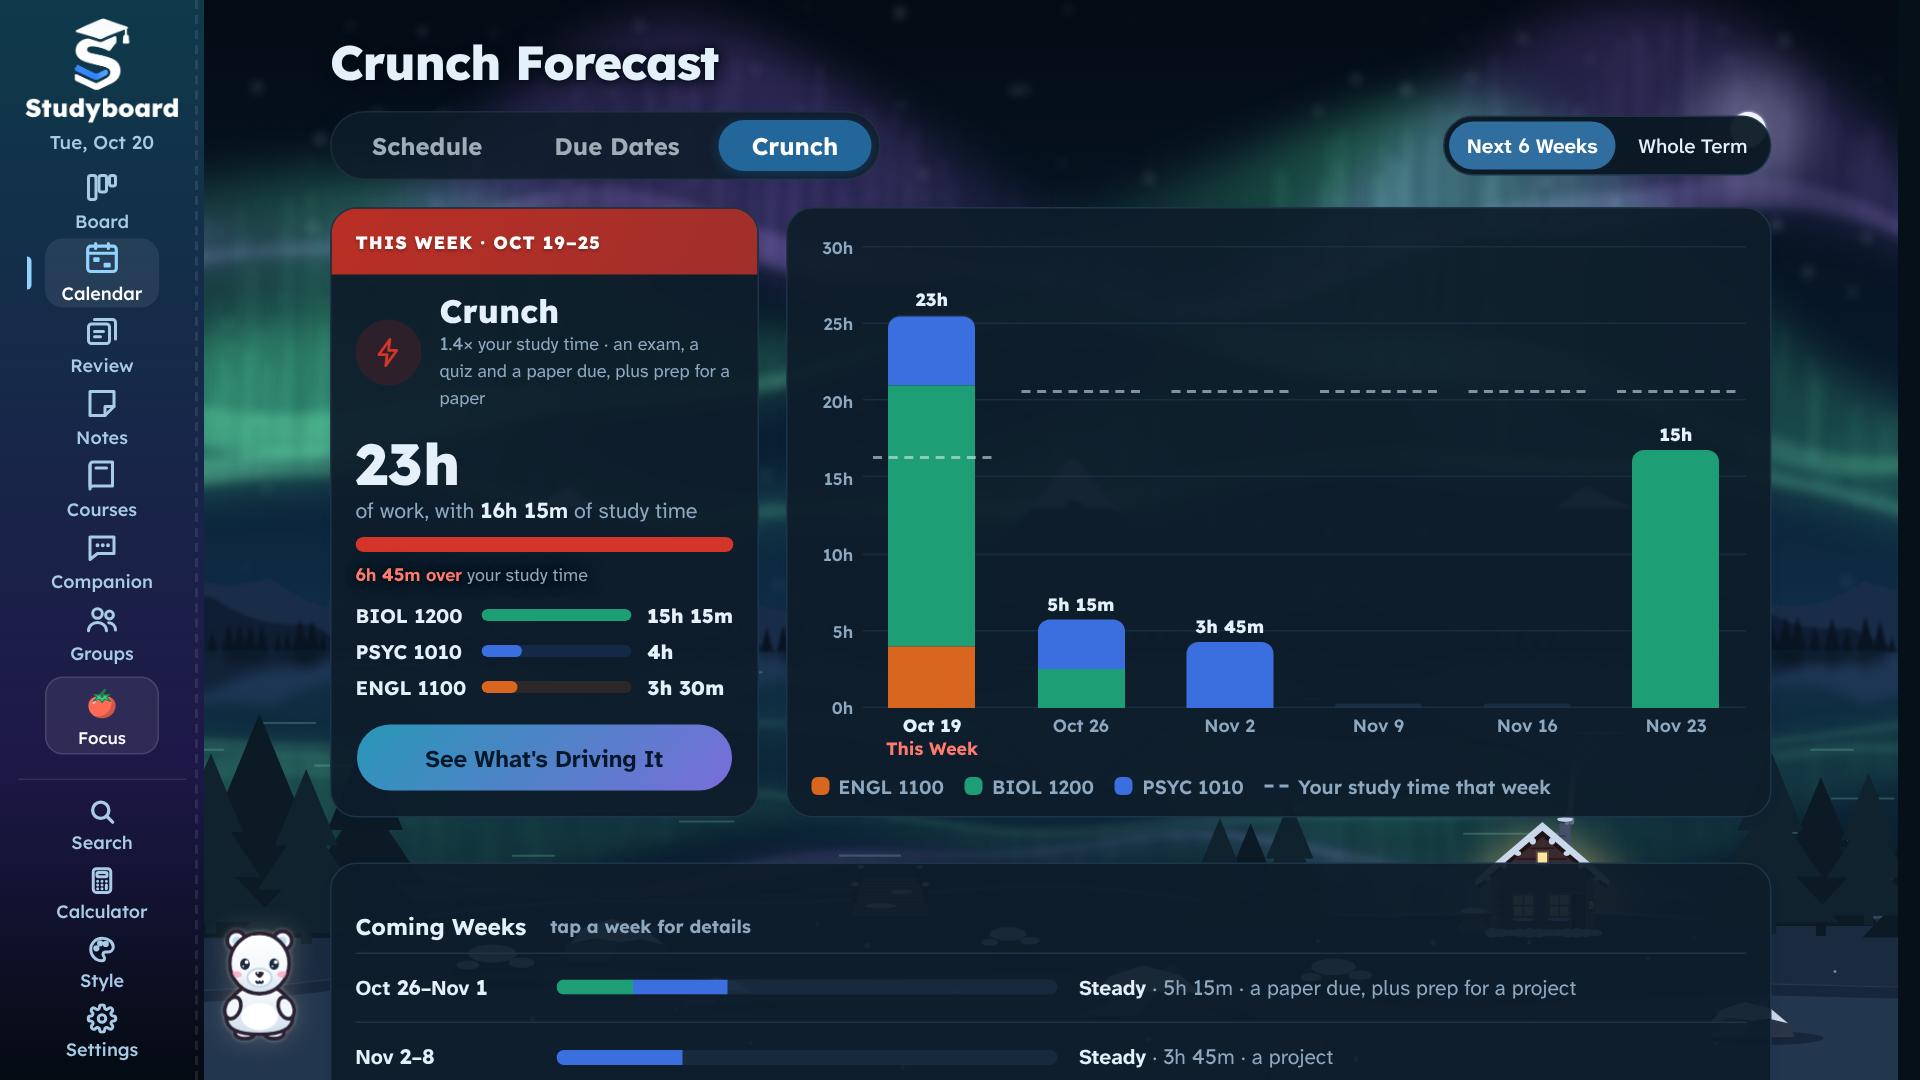 Studyboard
Tue, Oct 20
Board
Calendar
Review
Notes
Courses
Companion
Groups
Focus
Search
Calculator
Style
Settings
Crunch Forecast
Schedule
Due Dates
Crunch
Next 6 Weeks
Whole Term
THIS WEEK · OCT 19–25
Crunch
1.4× your study time · an exam, a
quiz and a paper due, plus prep for a
paper
23h
of work, with 16h 15m of study time
6h 45m over your study time
BIOL 1200 15h 15m
PSYC 1010 4h
ENGL 1100 3h 30m
See What's Driving It
30h
25h
20h
15h
10h
5h
0h
23h
5h 15m
3h 45m
15h
Oct 19
This Week
Oct 26
Nov 2
Nov 9
Nov 16
Nov 23
ENGL 1100
BIOL 1200
PSYC 1010
Your study time that week
Coming Weeks tap a week for details
Oct 26–Nov 1 Steady · 5h 15m · a paper due, plus prep for a project
Nov 2–8 Steady · 3h 45m · a project